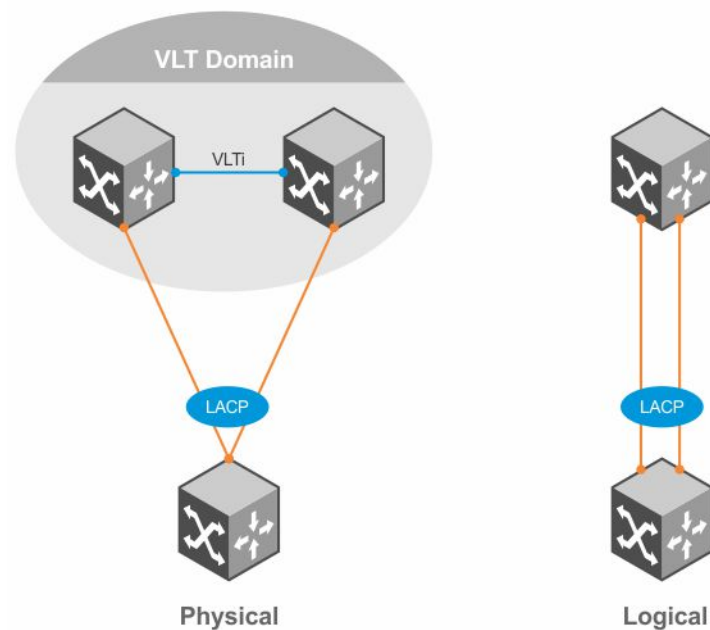 VLT Domain
VLTi
LACP
LACP
Physical
Logical